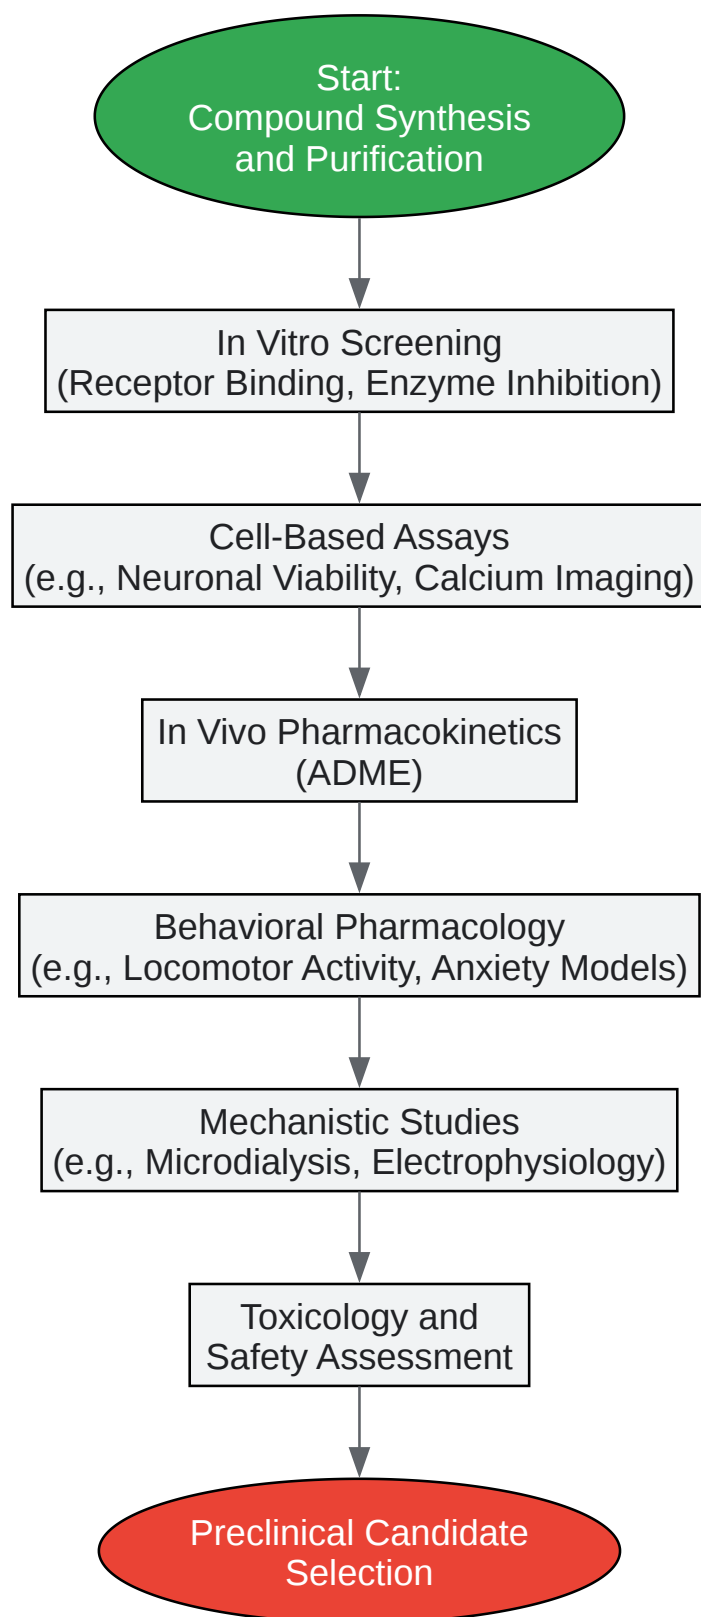 Start:
Compound Synthesis
and Purification
In Vitro Screening
(Receptor Binding, Enzyme Inhibition)
Cell-Based Assays
(e.g., Neuronal Viability, Calcium Imaging)
In Vivo Pharmacokinetics
(ADME)
Behavioral Pharmacology
(e.g., Locomotor Activity, Anxiety Models)
Mechanistic Studies
(e.g., Microdialysis, Electrophysiology)
Toxicology and
Safety Assessment
Preclinical Candidate
Selection